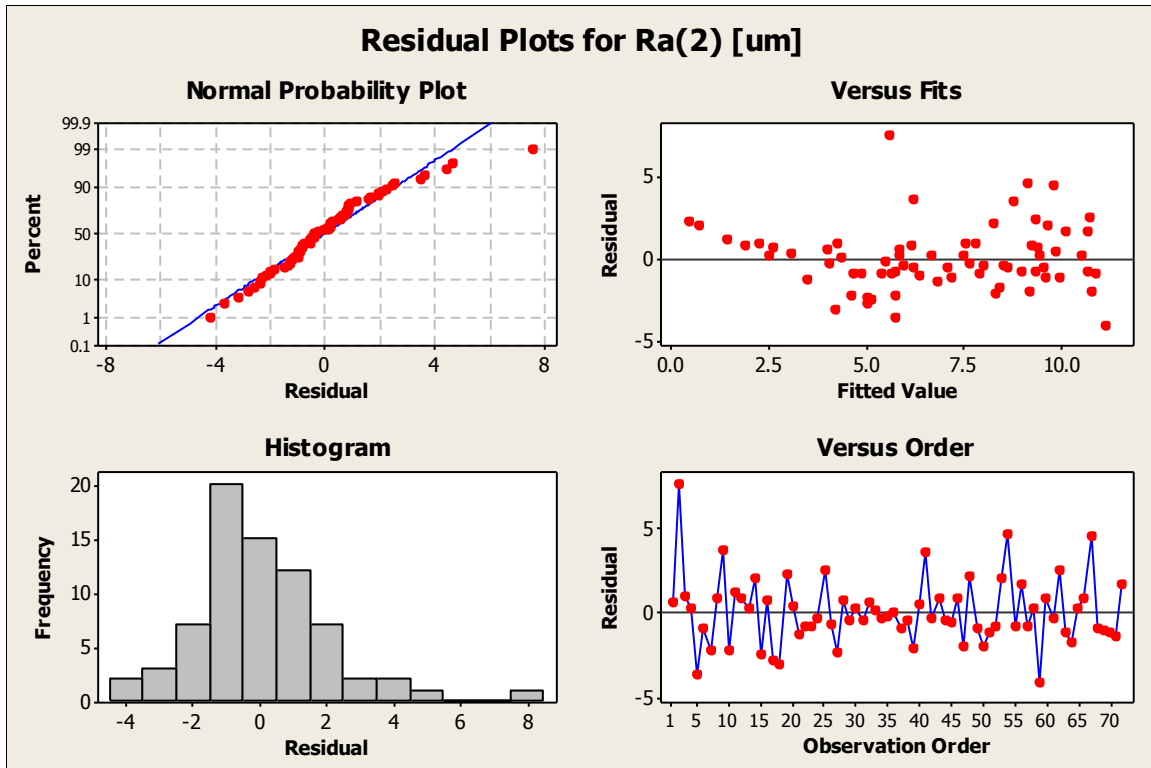 Residual Plots for Ra(2) [um]
Normal Probability Plot
99.9
99
90
50
10
1
0.1
Percent
-8 -4 0 4 8
Residual
Versus Fits
5
0
-5
Residual
0.0 2.5 5.0 7.5 10.0
Fitted Value
Histogram
20
15
10
5
0
Frequency
-4 -2 0 2 4 6 8
Residual
Versus Order
5
0
-5
Residual
1 5 10 15 20 25 30 35 40 45 50 55 60 65 70
Observation Order